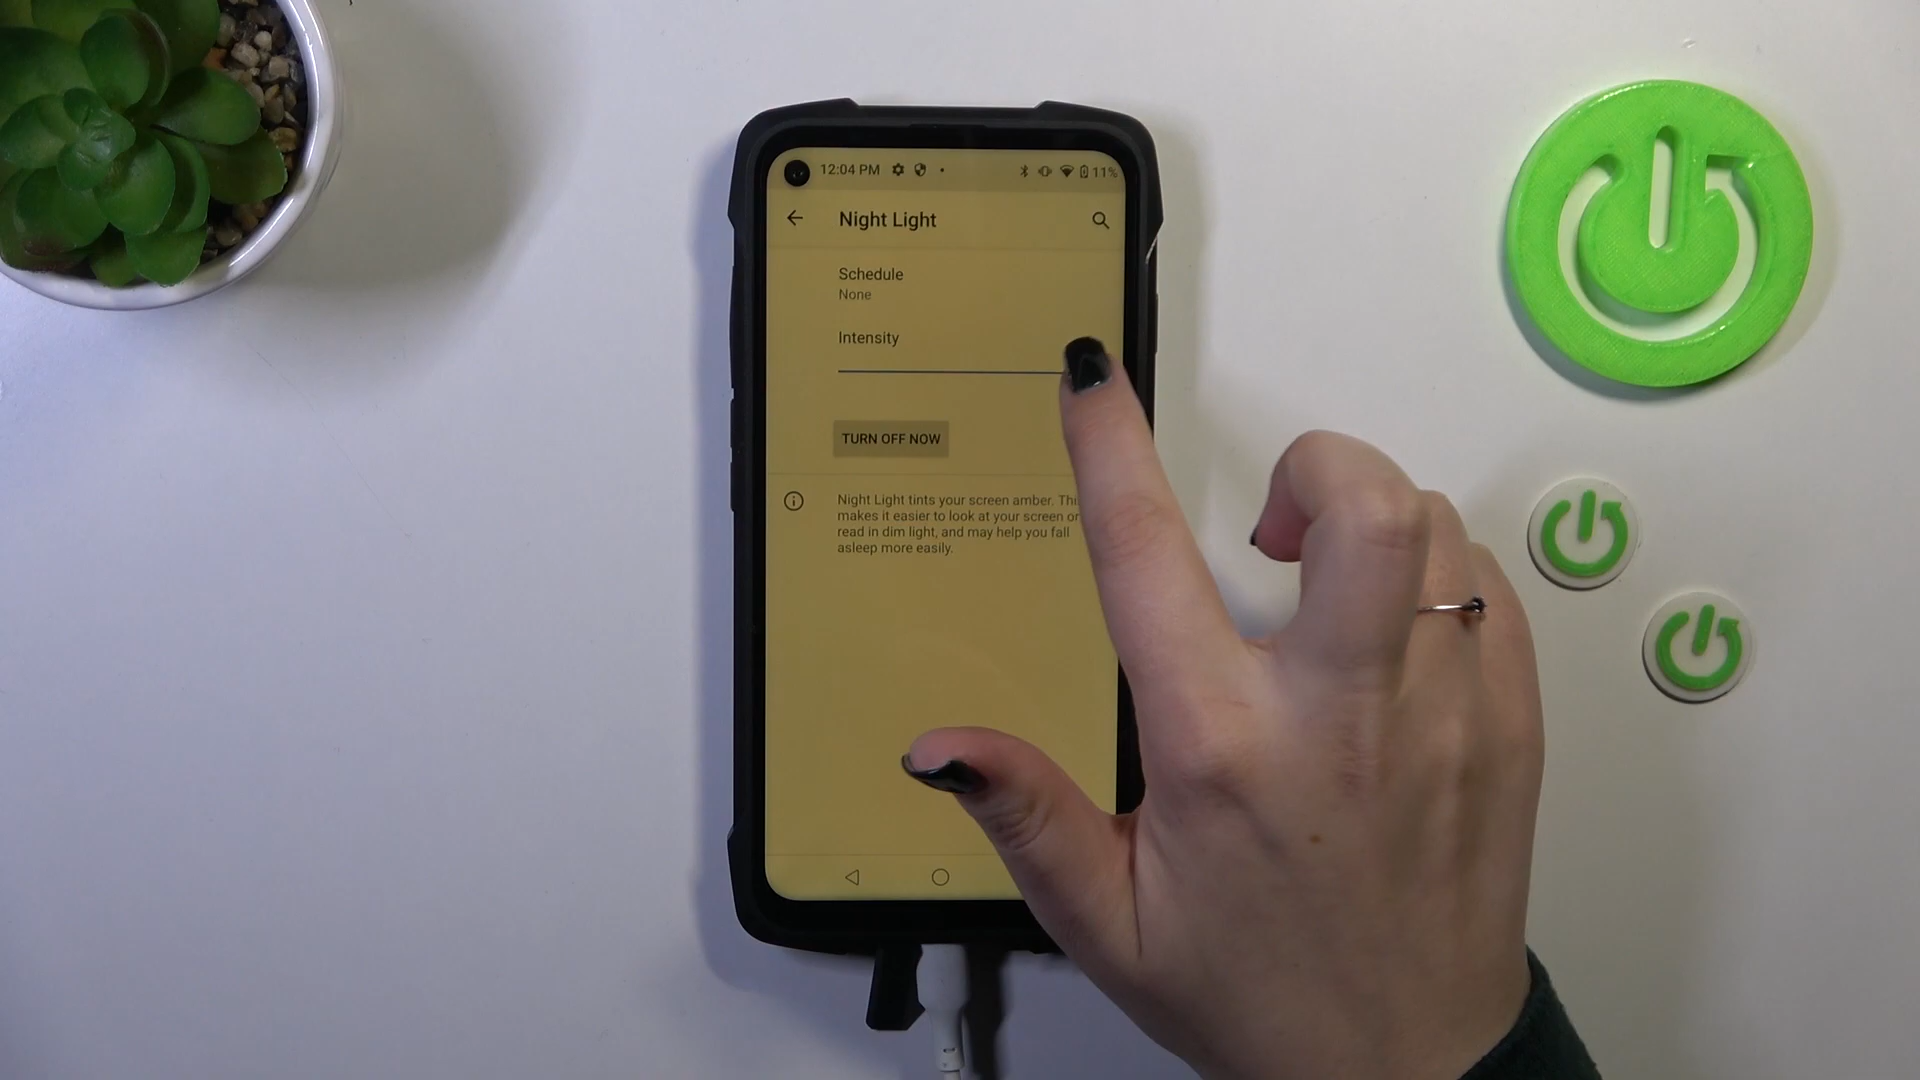 12:04 PM 11%
Night Light
Schedule
None
Intensity
TURN OFF NOW
Night Light tints your screen amber. Thi
makes it easier to look at your screen or
read in dim light, and may help you fall
asleep more easily.